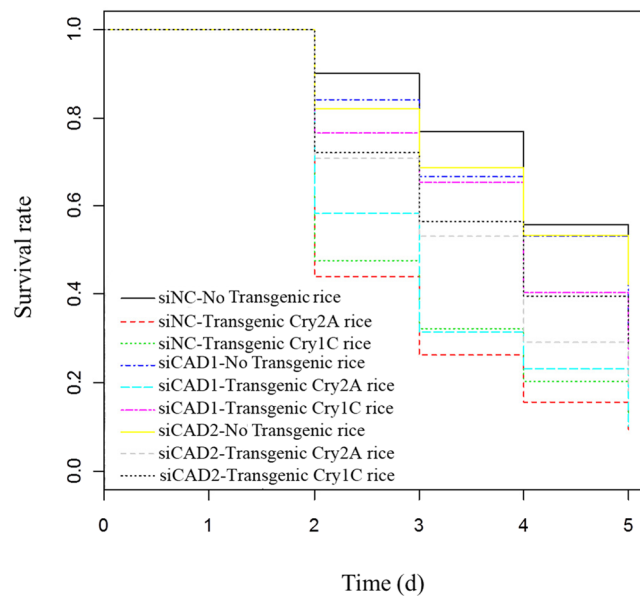 1.0
0.8
0.6
0.4
0.2
0.0
Survival rate
siNC-No Transgenic rice
siNC-Transgenic Cry2A rice
siNC-Transgenic Cry1C rice
siCAD1-No Transgenic rice
siCAD1-Transgenic Cry2A rice
siCAD1-Transgenic Cry1C rice
siCAD2-No Transgenic rice
siCAD2-Transgenic Cry2A rice
siCAD2-Transgenic Cry1C rice
0 1 2 3 4 5
Time (d)